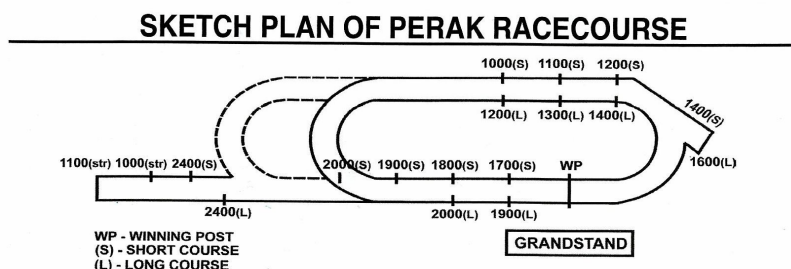 SKETCH PLAN OF PERAK RACECOURSE
1000(S) 1100(S) 1200(S)
1200(L) 1300(L) 1400(L)
1400(S)
1600(L)
1100(str) 1000(str) 2400(S) 2000(S) 1900(S) 1800(S) 1700(S) WP
2400(L) 2000(L) 1900(L)
WP - WINNING POST
(S) - SHORT COURSE
(L) - LONG COURSE
GRANDSTAND